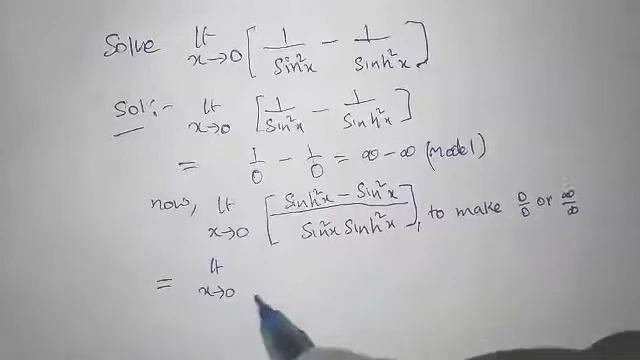 Solve lt x→0 [ 1/sin²x − 1/sinh²x ]
Sol:- lt x→0 [ 1/sin²x − 1/sinh²x ]
= 1/0 − 1/0 = ∞ − ∞ (model)
now, lt x→0 [ (sinh²x − sin²x)/(sin²x sinh²x) ], to make 0/0 or ∞/∞
= lt x→0